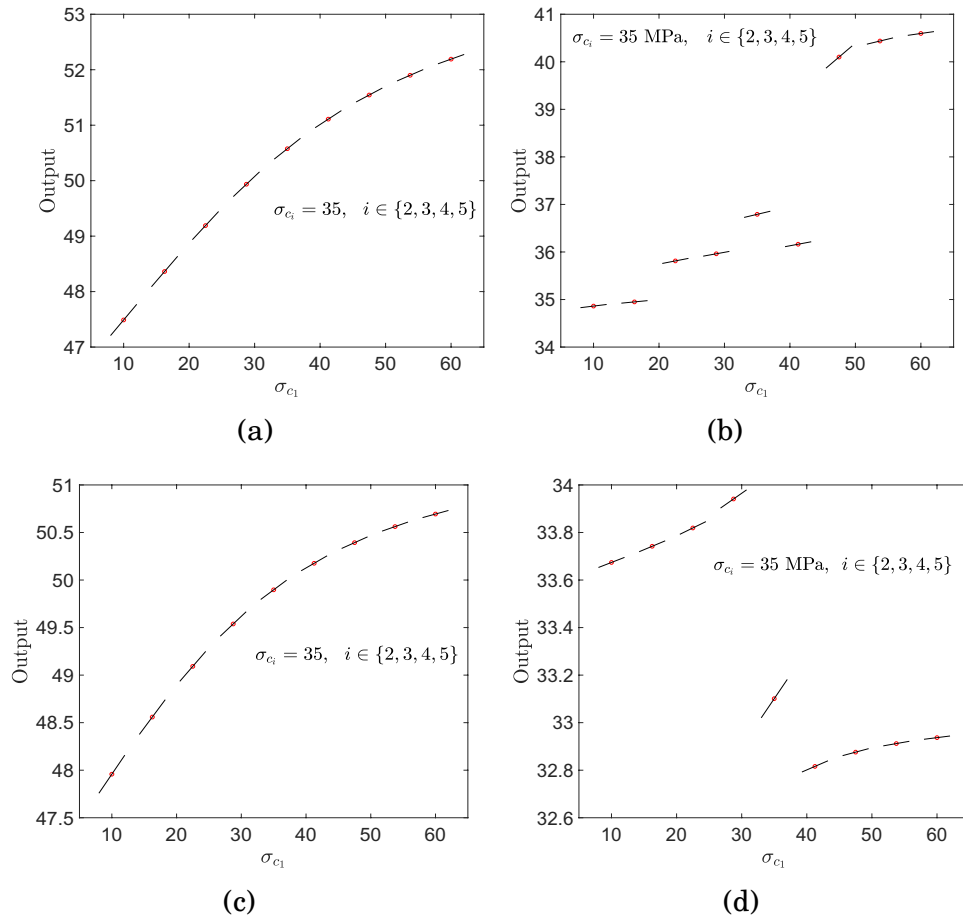 53
52
51
50
49
48
47
Output
σ_{c_i} = 35, i ∈ {2, 3, 4, 5}
10 20 30 40 50 60
σ_{c_1}
(a)
41
40
39
38
37
36
35
34
Output
σ_{c_i} = 35 MPa, i ∈ {2, 3, 4, 5}
10 20 30 40 50 60
σ_{c_1}
(b)
51
50.5
50
49.5
49
48.5
48
47.5
Output
σ_{c_i} = 35, i ∈ {2, 3, 4, 5}
10 20 30 40 50 60
σ_{c_1}
(c)
34
33.8
33.6
33.4
33.2
33
32.8
32.6
Output
σ_{c_i} = 35 MPa, i ∈ {2, 3, 4, 5}
10 20 30 40 50 60
σ_{c_1}
(d)